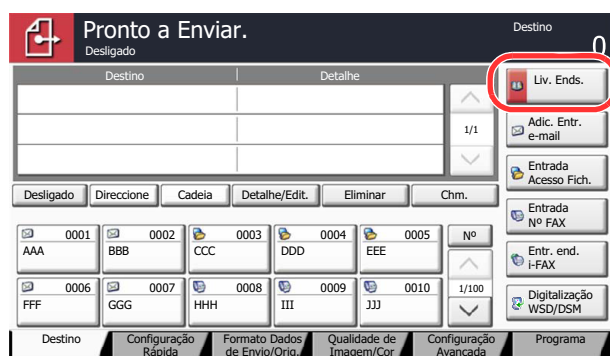 Pronto a Enviar.
Desligado
Destino
0
Destino Detalhe
1/1
Liv. Ends.
Adic. Entr.
e-mail
Entrada
Acesso Fich.
Entrada
Nº FAX
Entr. end.
i-FAX
Digitalização
WSD/DSM
Desligado Direccione Cadeia Detalhe/Edit. Eliminar Chm.
0001 0002 0003 0004 0005 Nº
AAA BBB CCC DDD EEE
0006 0007 0008 0009 0010 1/100
FFF GGG HHH III JJJ
Destino Configuração Formato Dados Qualidade de Configuração Programa
Rápida de Envio/Orig. Imagem/Cor Avançada